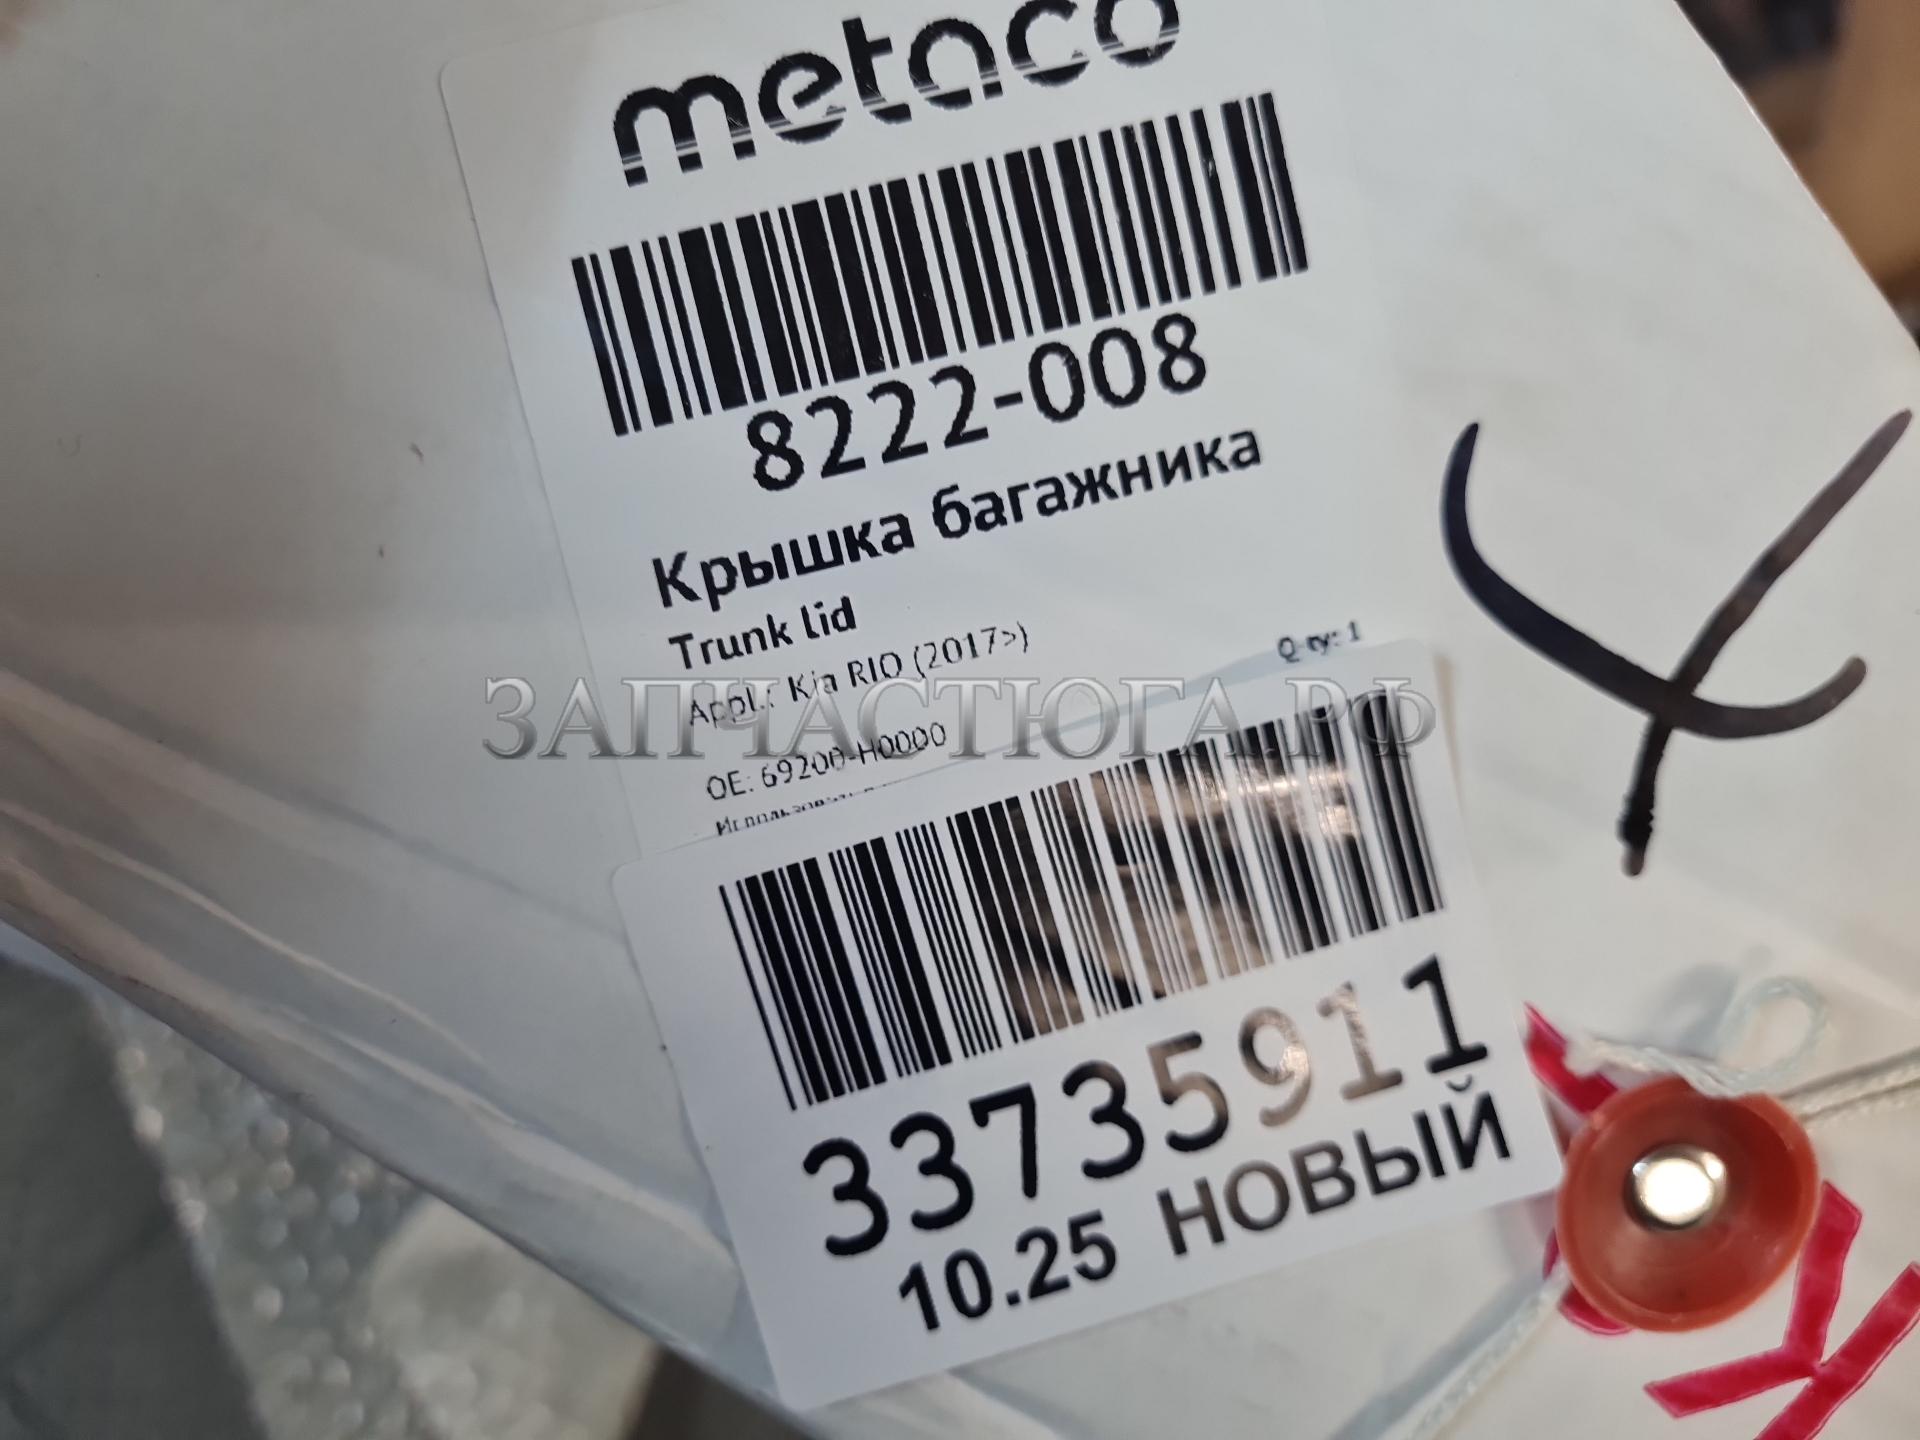 metaco
8222-008
Крышка багажника
Trunk lid
Appl.: Kia RIO (2017>)
Q-ty: 1
ЗАПЧАСТЮГА.РФ
OE: 69200-H0000
33735911
10.25 НОВЫЙ